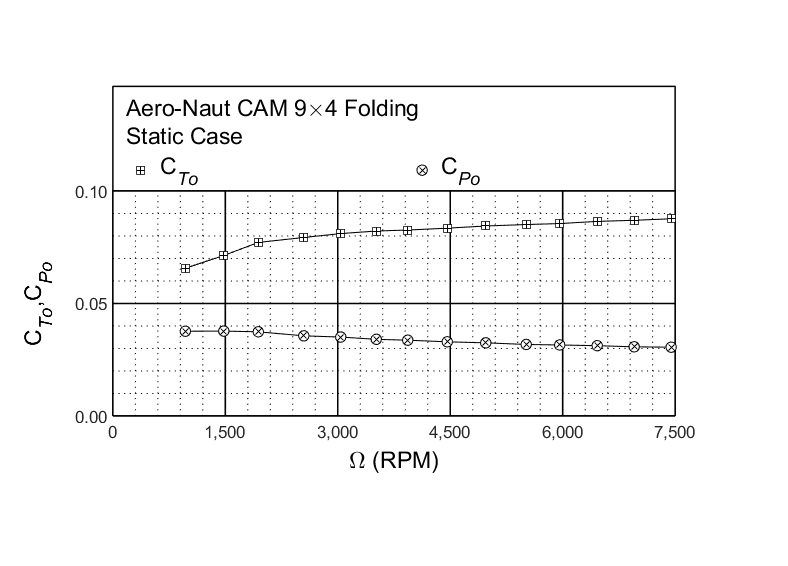 Aero-Naut CAM 9×4 Folding
Static Case
C_To
C_Po
0.10
0.05
0.00
C_To,C_Po
0 1,500 3,000 4,500 6,000 7,500
Ω (RPM)